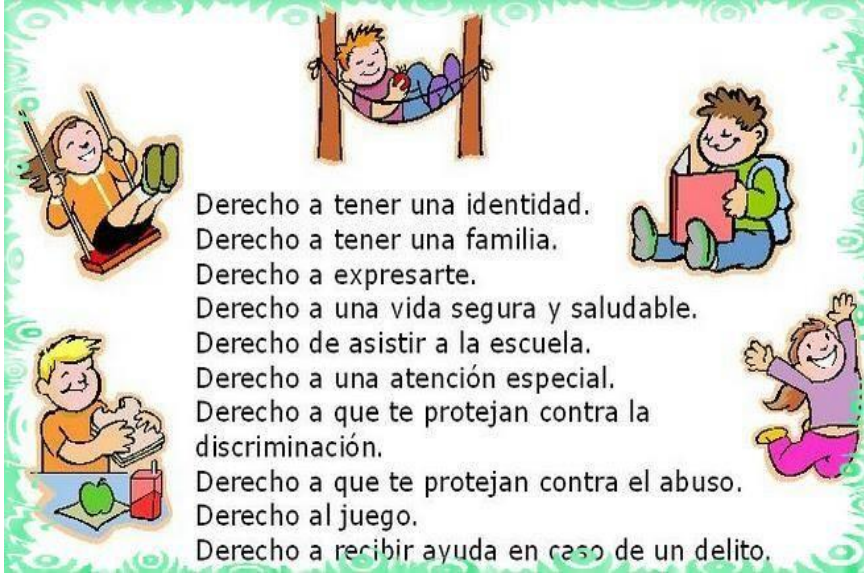 Derecho a tener una identidad.
Derecho a tener una familia.
Derecho a expresarte.
Derecho a una vida segura y saludable.
Derecho de asistir a la escuela.
Derecho a una atención especial.
Derecho a que te protejan contra la
discriminación.
Derecho a que te protejan contra el abuso.
Derecho al juego.
Derecho a recibir ayuda en caso de un delito.